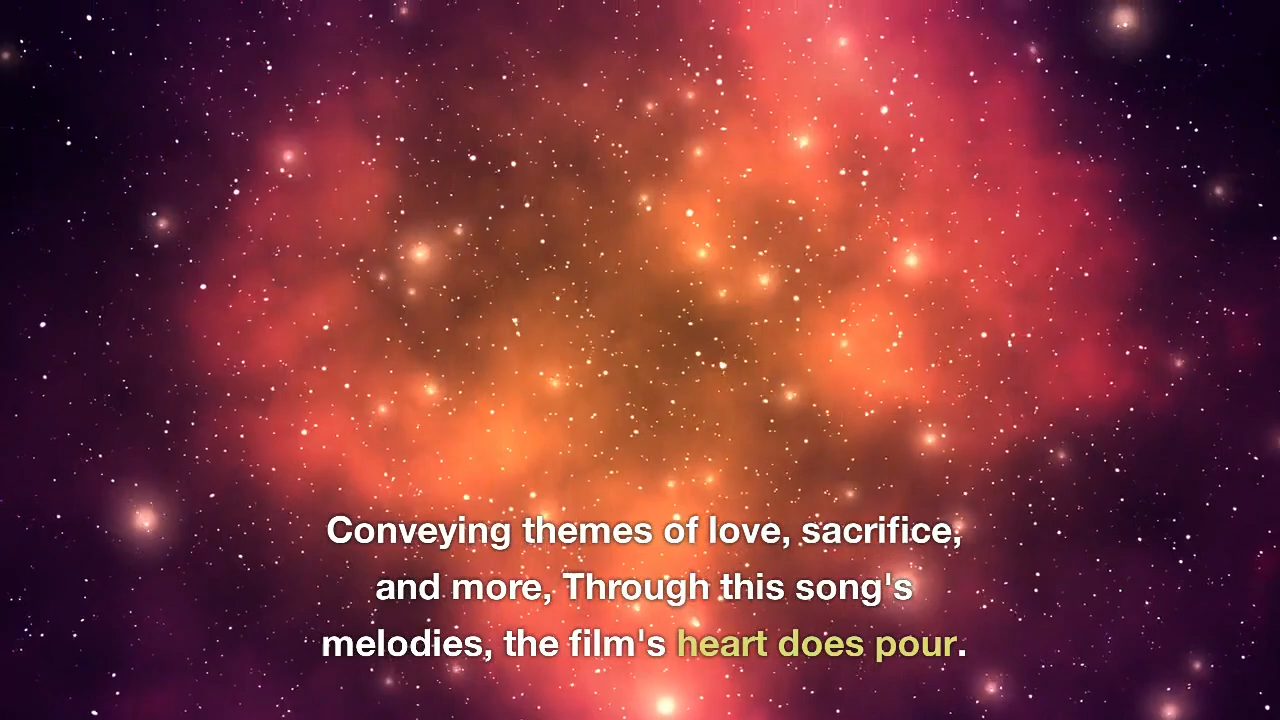 Conveying themes of love, sacrifice,
and more, Through this song's
melodies, the film's heart does pour.